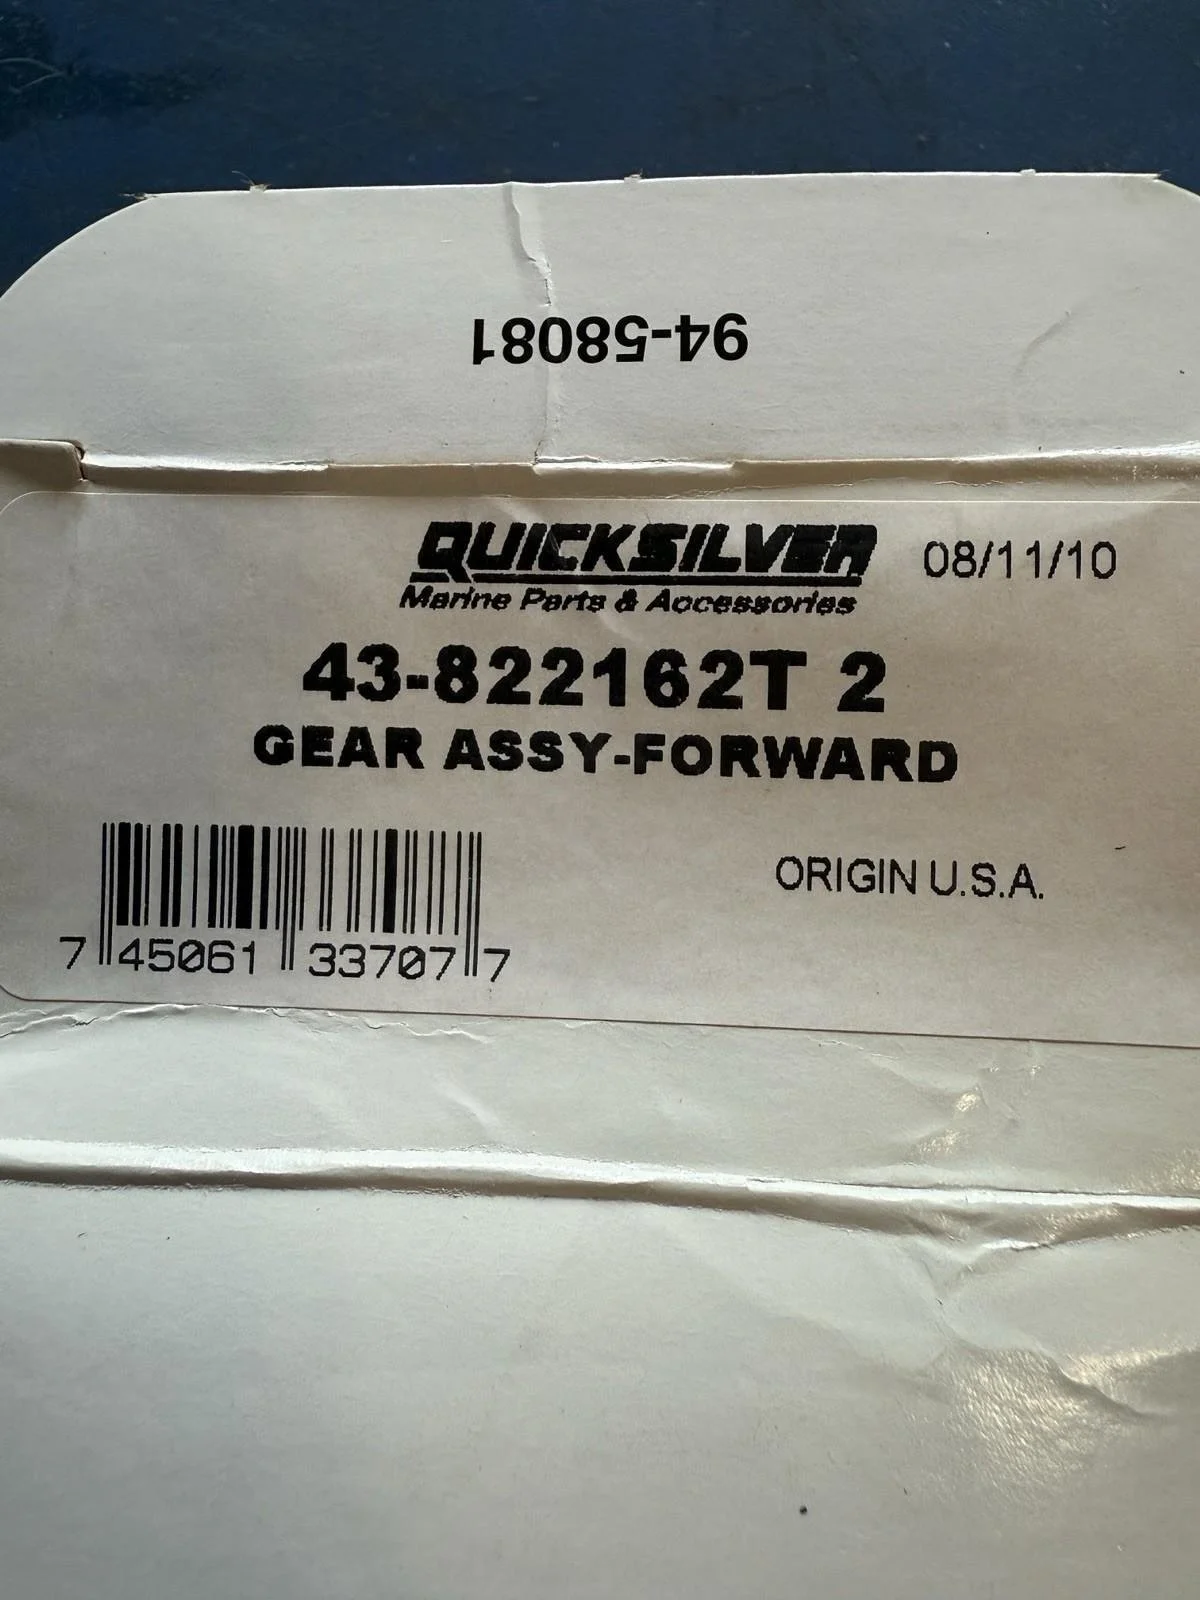 94-58081
QUICKSILVER
Marine Parts & Accessories
08/11/10
43-822162T 2
GEAR ASSY-FORWARD
ORIGIN U.S.A.
7 45061 33707 7